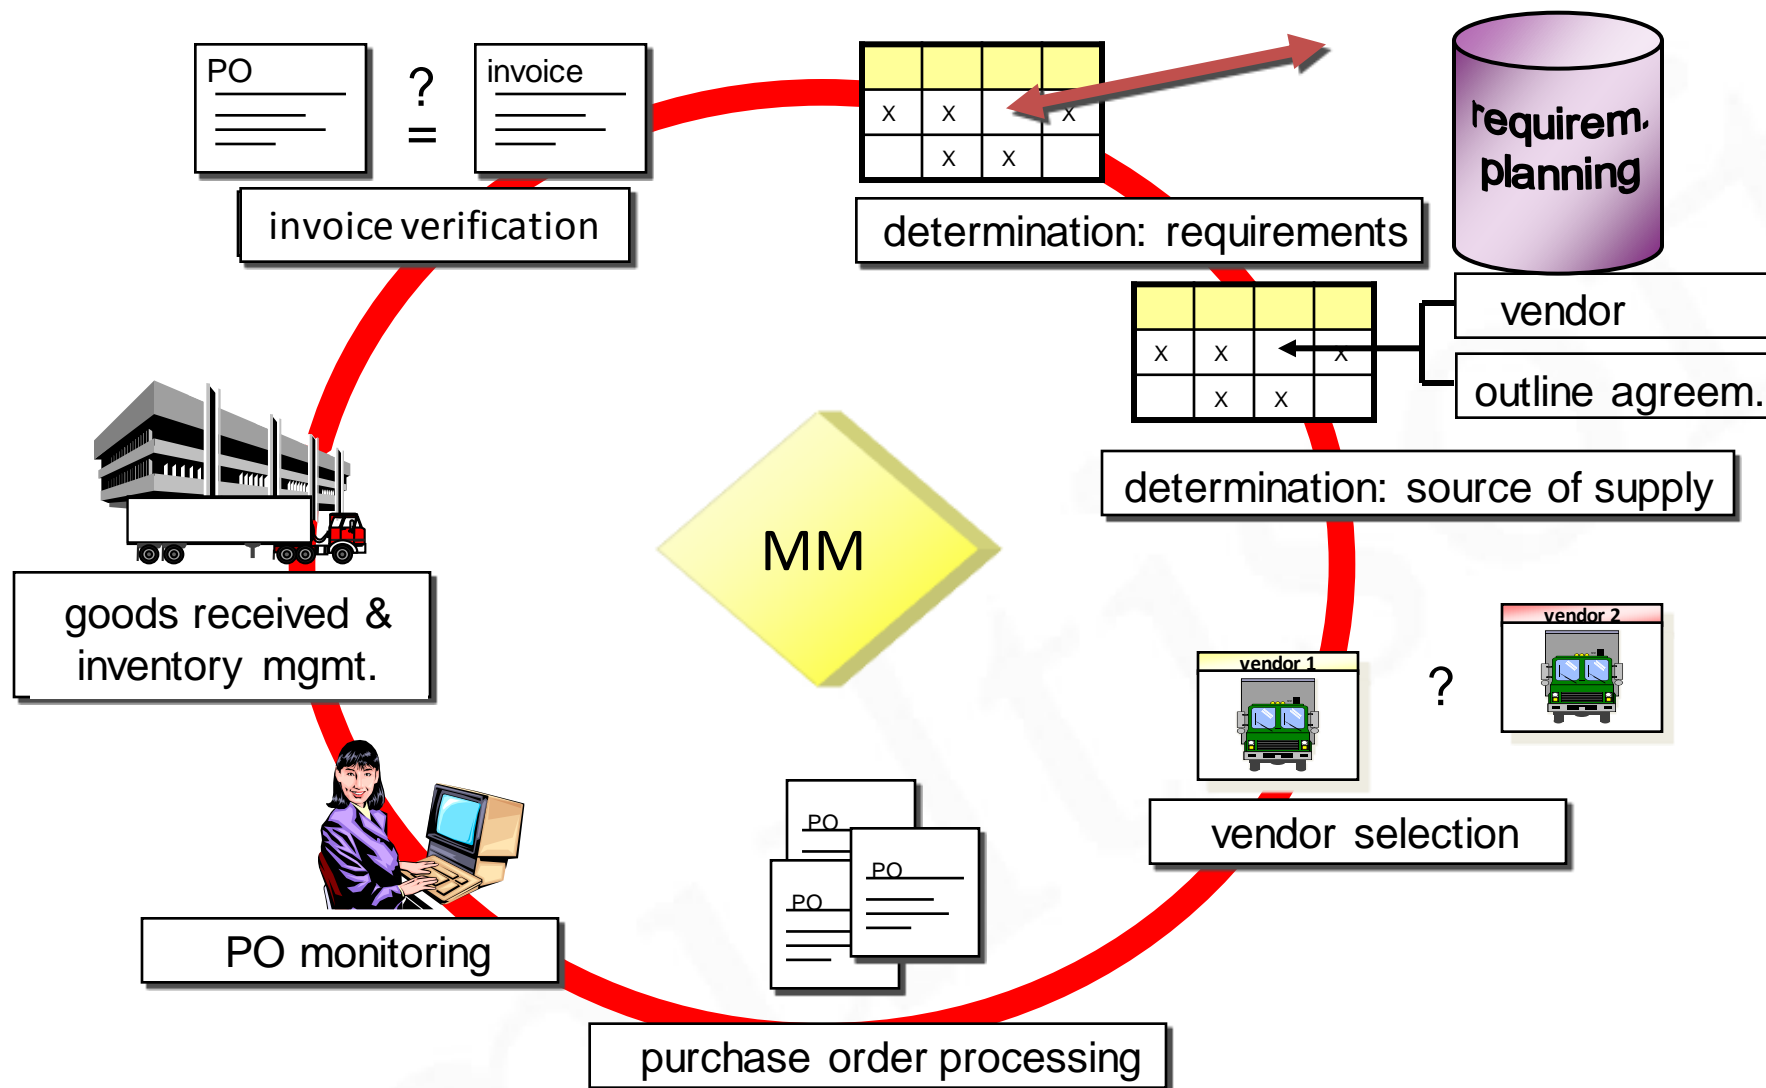 PO
?
=
invoice
invoice verification
X X X
X X
determination: requirements
requirem.
planning
X X X
X X
vendor
outline agreem.
determination: source of supply
MM
vendor 1
?
vendor 2
vendor selection
goods received &
inventory mgmt.
PO
PO
PO
PO monitoring
purchase order processing